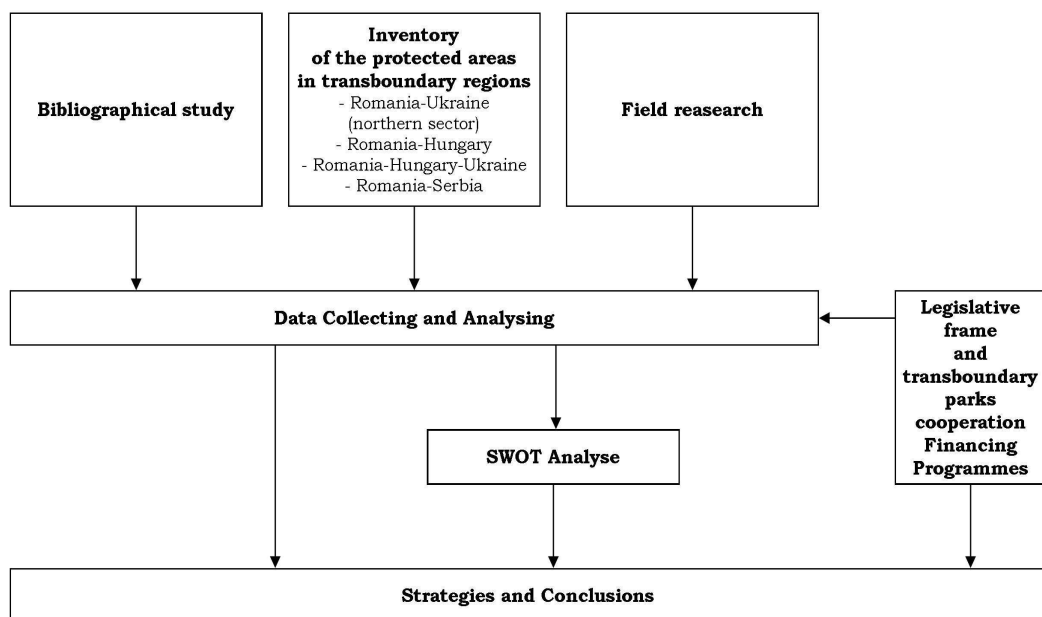 Bibliographical study
Inventory
of the protected areas
in transboundary regions
- Romania-Ukraine
(northern sector)
- Romania-Hungary
- Romania-Hungary-Ukraine
- Romania-Serbia
Field reasearch
Data Collecting and Analysing
Legislative
frame
and
transboundary
parks
cooperation
Financing
Programmes
SWOT Analyse
Strategies and Conclusions